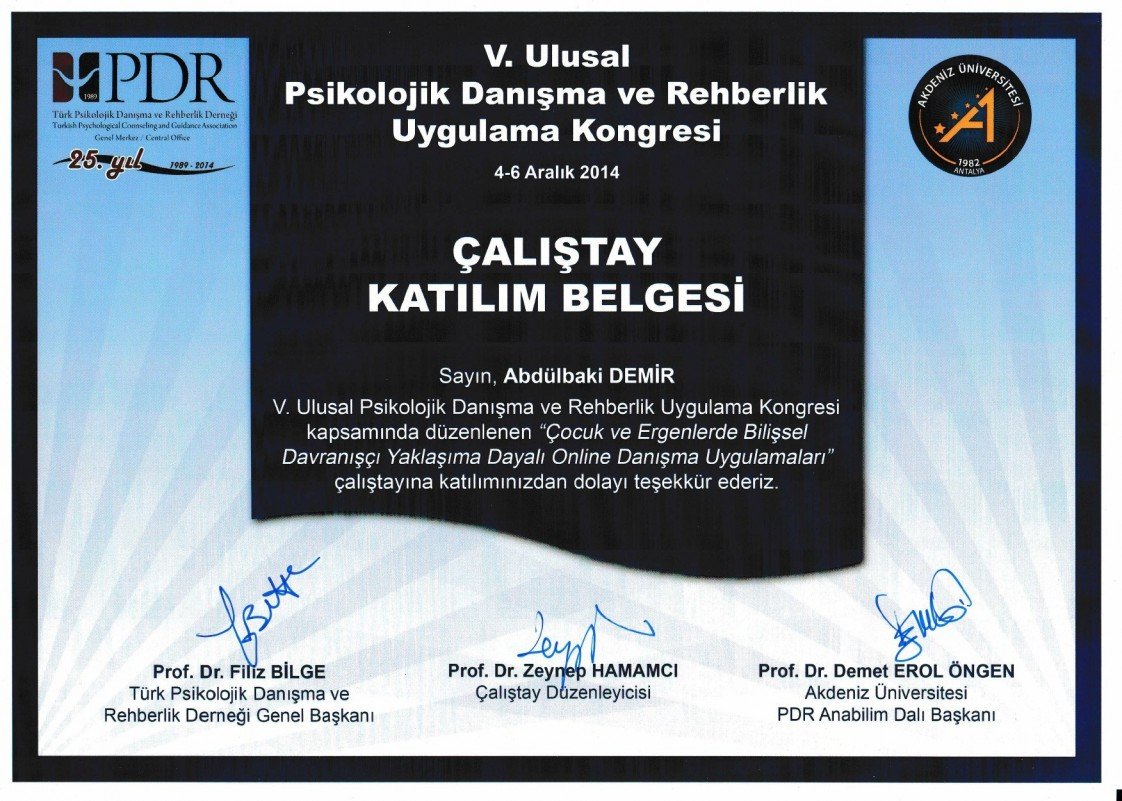 PDR
1989
Türk Psikolojik Danışma ve Rehberlik Derneği
Turkish Psychological Counseling and Guidance Association
Genel Merkez / Central Office
25. yıl 1989 - 2014
V. Ulusal
Psikolojik Danışma ve Rehberlik
Uygulama Kongresi
4-6 Aralık 2014
AKDENİZ ÜNİVERSİTESİ
1982
ANTALYA
ÇALIŞTAY
KATILIM BELGESİ
Sayın, Abdülbaki DEMİR
V. Ulusal Psikolojik Danışma ve Rehberlik Uygulama Kongresi
kapsamında düzenlenen “Çocuk ve Ergenlerde Bilişsel
Davranışçı Yaklaşıma Dayalı Online Danışma Uygulamaları”
çalıştayına katılımınızdan dolayı teşekkür ederiz.
Prof. Dr. Filiz BİLGE
Türk Psikolojik Danışma ve
Rehberlik Derneği Genel Başkanı
Prof. Dr. Zeynep HAMAMCI
Çalıştay Düzenleyicisi
Prof. Dr. Demet EROL ÖNGEN
Akdeniz Üniversitesi
PDR Anabilim Dalı Başkanı